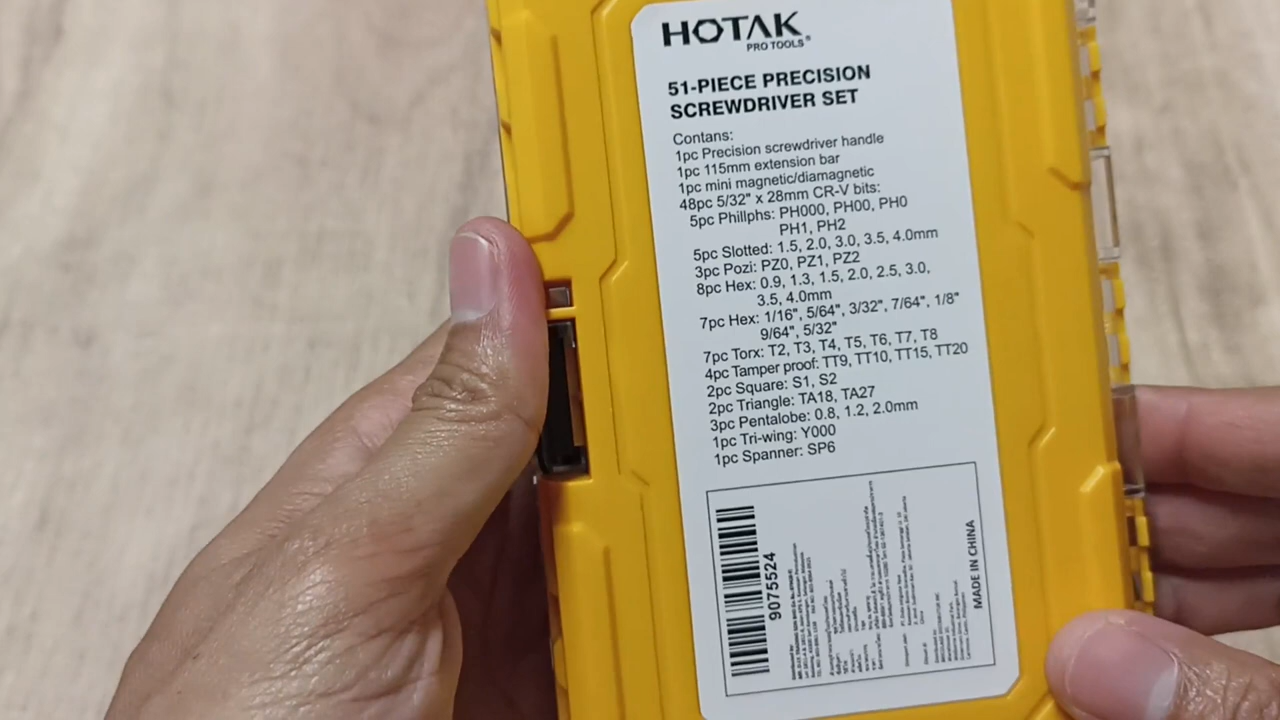 HOTAK
PRO TOOLS®
51-PIECE PRECISION
SCREWDRIVER SET
Contans:
1pc Precision screwdriver handle
1pc 115mm extension bar
1pc mini magnetic/diamagnetic
48pc 5/32" x 28mm CR-V bits:
5pc Phillphs: PH000, PH00, PH0
PH1, PH2
5pc Slotted: 1.5, 2.0, 3.0, 3.5, 4.0mm
3pc Pozi: PZ0, PZ1, PZ2
8pc Hex: 0.9, 1.3, 1.5, 2.0, 2.5, 3.0,
3.5, 4.0mm
7pc Hex: 1/16", 5/64", 3/32", 7/64", 1/8"
9/64", 5/32"
7pc Torx: T2, T3, T4, T5, T6, T7, T8
4pc Tamper proof: TT9, TT10, TT15, TT20
2pc Square: S1, S2
2pc Triangle: TA18, TA27
3pc Pentalobe: 0.8, 1.2, 2.0mm
1pc Tri-wing: Y000
1pc Spanner: SP6
9075524
MADE IN CHINA